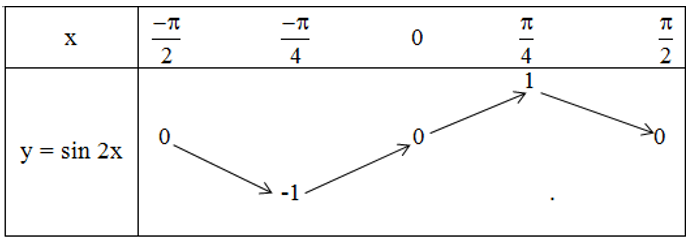 x −π/2 −π/4 0 π/4 π/2
1
y = sin 2x 0 0 0
-1 .